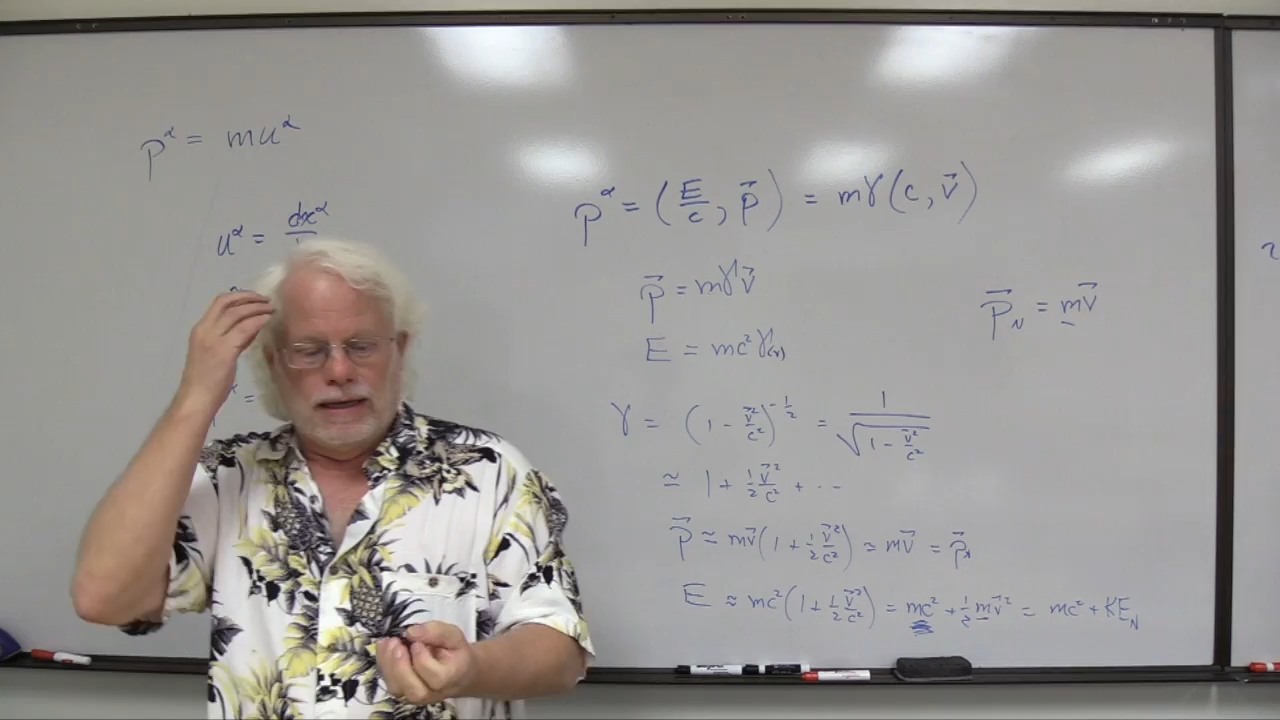 p^α = mu^α
u^α = dx^α
p^α = (E/c, p⃗) = mγ(c, v⃗)
p⃗ = mγv⃗
p⃗_N = mv⃗
E = mc²γ(v)
γ = (1 - v⃗²/c²)^(-1/2) = 1/√(1 - v⃗²/c²)
≃ 1 + 1/2 v⃗²/c² + ...
p⃗ ≈ mv⃗(1 + 1/2 v⃗²/c²) ≈ mv⃗ = p⃗_N
E ≈ mc²(1 + 1/2 v⃗²/c²) = mc² + 1/2 mv⃗² = mc² + KE_N